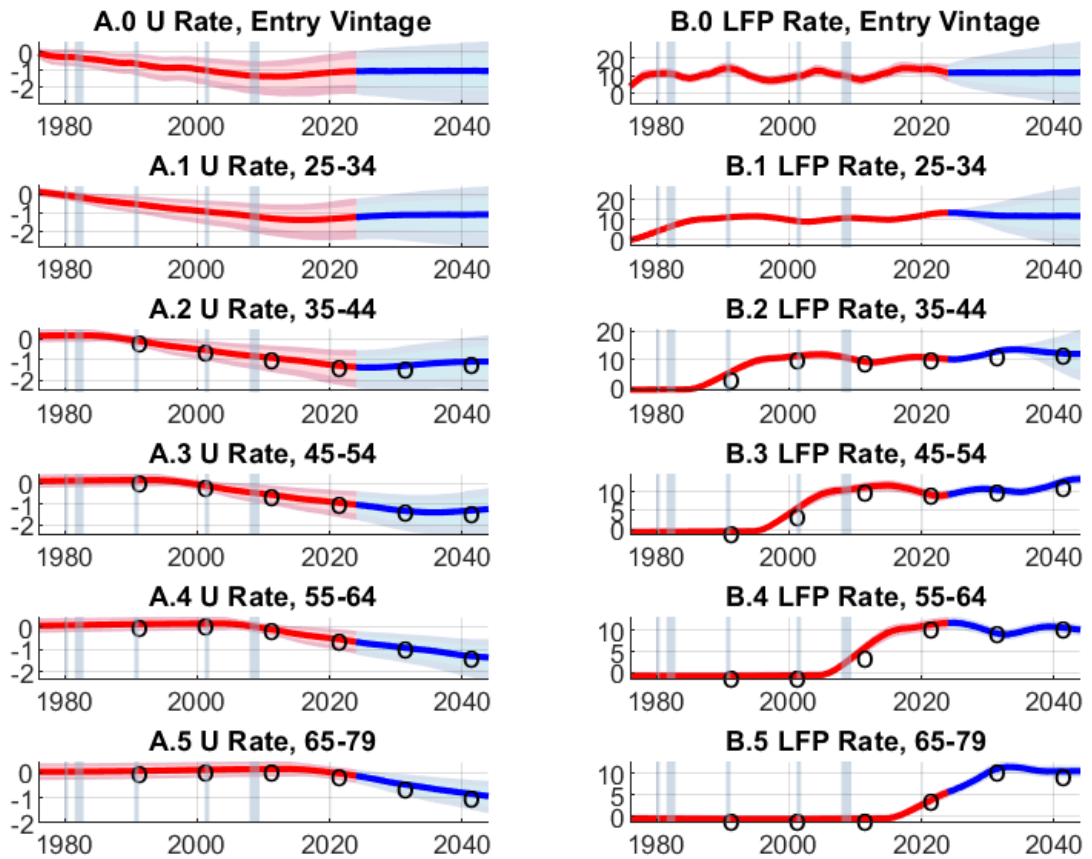 A.0 U Rate, Entry Vintage
0
-1
-2
1980 2000 2020 2040
B.0 LFP Rate, Entry Vintage
20
10
0
1980 2000 2020 2040
A.1 U Rate, 25-34
0
-1
-2
1980 2000 2020 2040
B.1 LFP Rate, 25-34
20
10
0
1980 2000 2020 2040
A.2 U Rate, 35-44
0
-1
-2
1980 2000 2020 2040
B.2 LFP Rate, 35-44
20
10
0
1980 2000 2020 2040
A.3 U Rate, 45-54
0
-1
-2
1980 2000 2020 2040
B.3 LFP Rate, 45-54
10
5
0
1980 2000 2020 2040
A.4 U Rate, 55-64
0
-1
-2
1980 2000 2020 2040
B.4 LFP Rate, 55-64
10
5
0
1980 2000 2020 2040
A.5 U Rate, 65-79
0
-1
-2
1980 2000 2020 2040
B.5 LFP Rate, 65-79
10
5
0
1980 2000 2020 2040